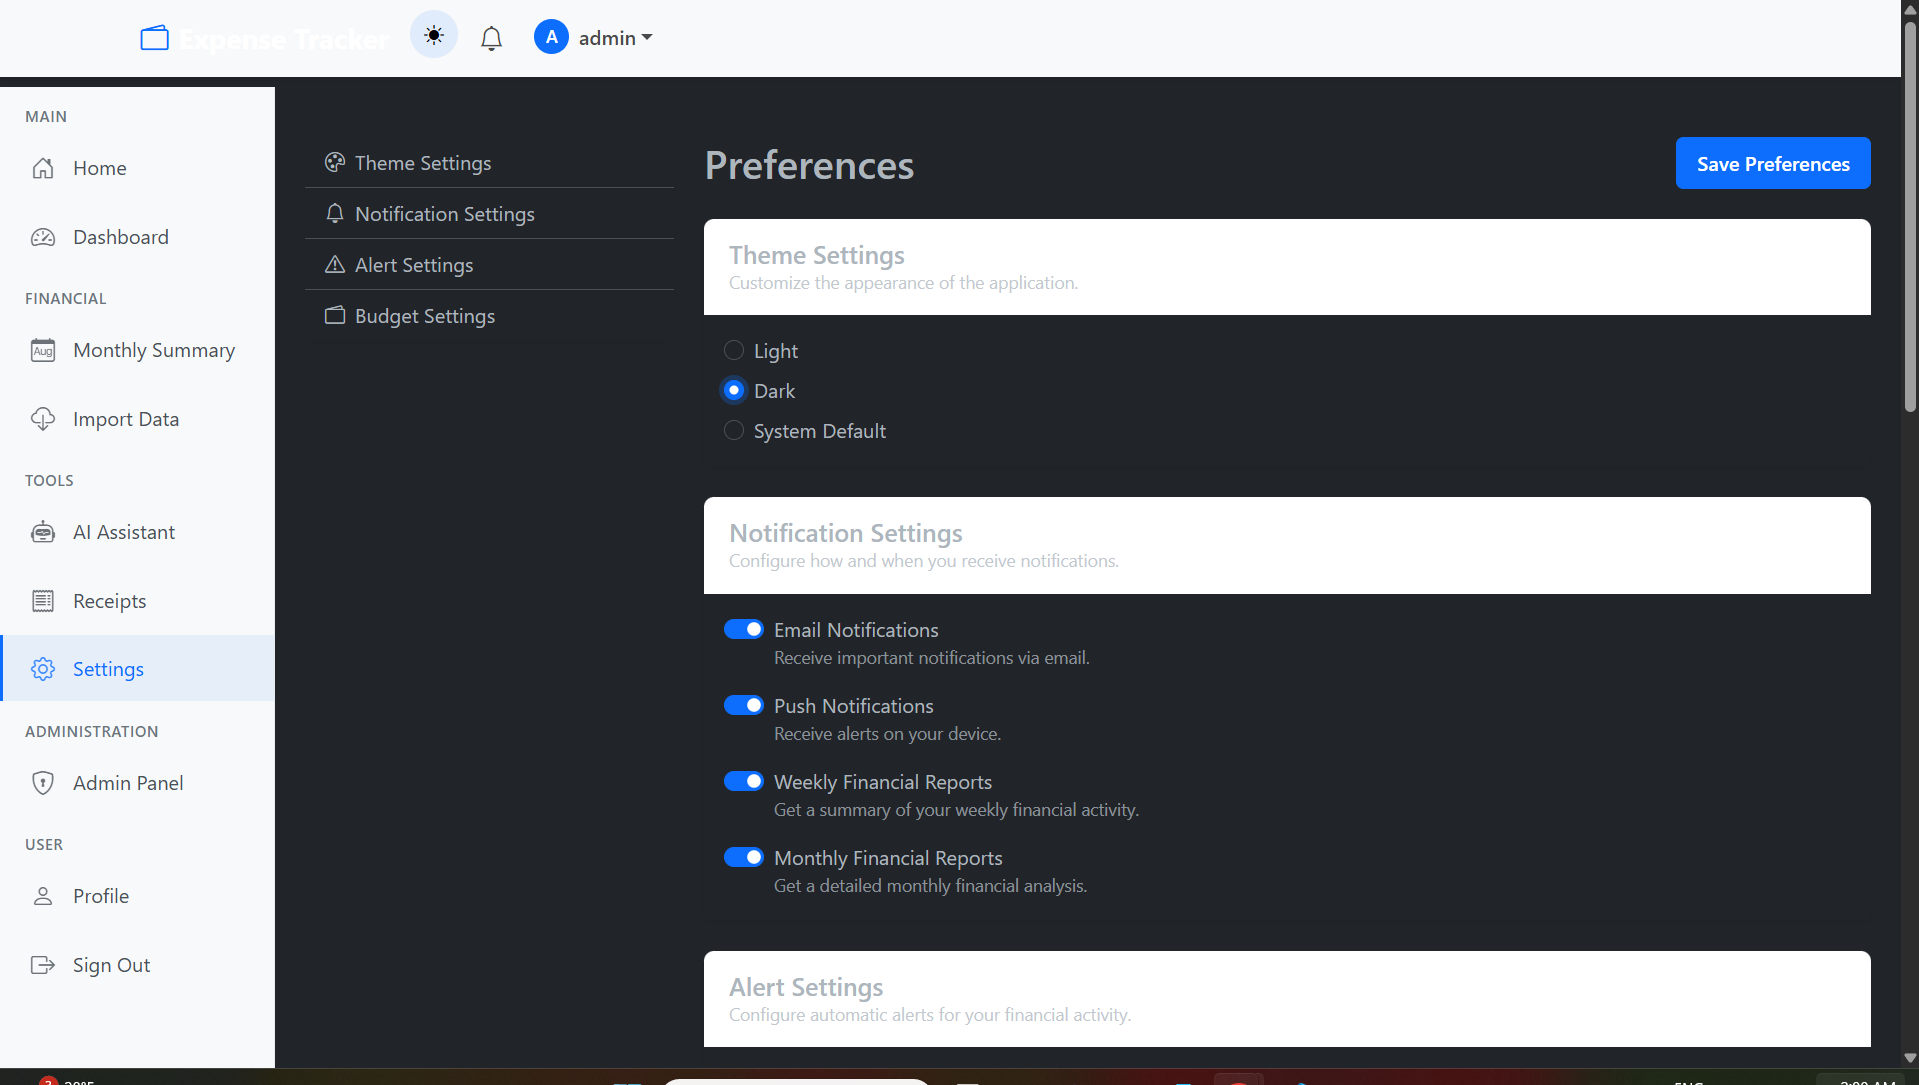 Expense Tracker
A admin
MAIN
Home
Dashboard
FINANCIAL
Aug Monthly Summary
Import Data
TOOLS
AI Assistant
Receipts
Settings
ADMINISTRATION
Admin Panel
USER
Profile
Sign Out
Theme Settings
Notification Settings
Alert Settings
Budget Settings
Preferences
Save Preferences
Theme Settings
Customize the appearance of the application.
Light
Dark
System Default
Notification Settings
Configure how and when you receive notifications.
Email Notifications
Receive important notifications via email.
Push Notifications
Receive alerts on your device.
Weekly Financial Reports
Get a summary of your weekly financial activity.
Monthly Financial Reports
Get a detailed monthly financial analysis.
Alert Settings
Configure automatic alerts for your financial activity.